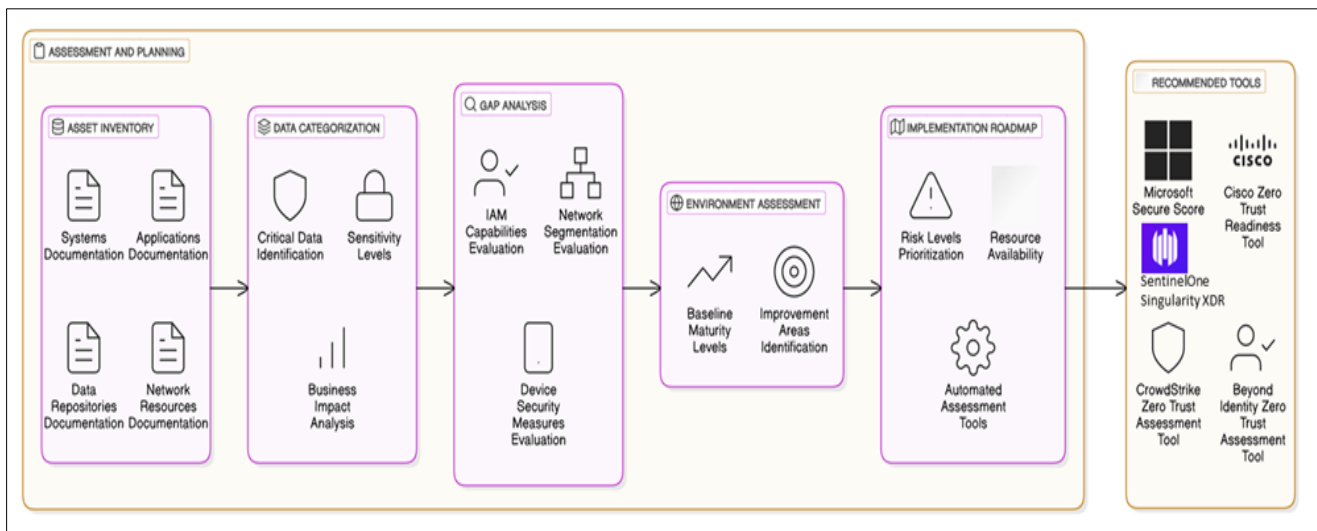 ASSESSMENT AND PLANNING
ASSET INVENTORY
Systems
Documentation
Applications
Documentation
Data
Repositories
Documentation
Network
Resources
Documentation
DATA CATEGORIZATION
Critical Data
Identification
Sensitivity
Levels
Business
Impact
Analysis
GAP ANALYSIS
IAM
Capabilities
Evaluation
Network
Segmentation
Evaluation
Device
Security
Measures
Evaluation
ENVIRONMENT ASSESSMENT
Baseline
Maturity
Levels
Improvement
Areas
Identification
IMPLEMENTATION ROADMAP
Risk Levels
Prioritization
Resource
Availability
Automated
Assessment
Tools
RECOMMENDED TOOLS
Microsoft
Secure Score
CISCO
Cisco Zero
Trust
Readiness
Tool
SentinelOne
Singularity XDR
CrowdStrike
Zero Trust
Assessment
Tool
Beyond
Identity Zero
Trust
Assessment
Tool